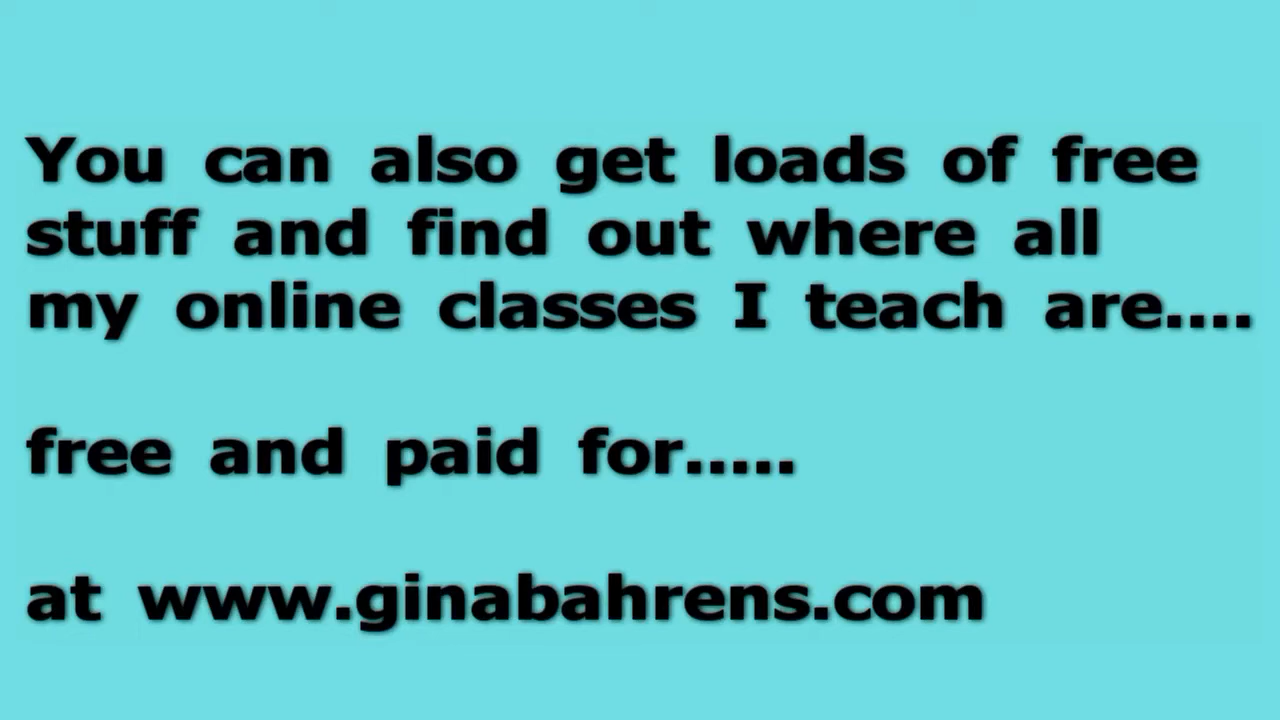 You can also get loads of free
stuff and find out where all
my online classes I teach are....
free and paid for.....
at www.ginabahrens.com